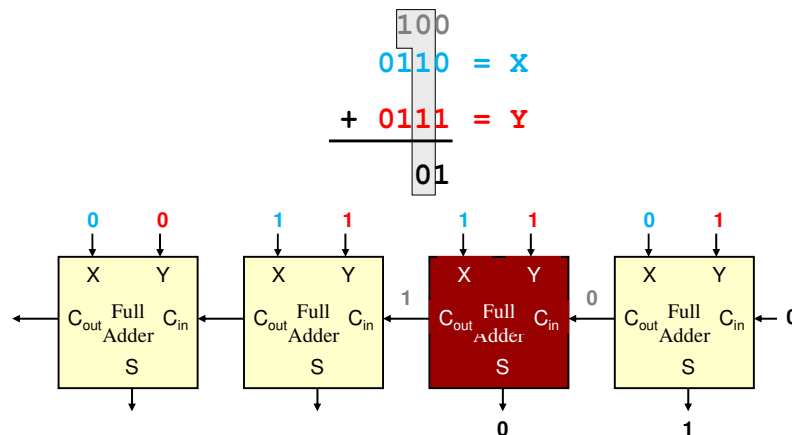 100
0110 = X
+ 0111 = Y
01
0 0 1 1 1 1 0 1
X Y X Y X Y X Y
1 0
Cout Full Adder Cin Cout Full Adder Cin Cout Full Adder Cin Cout Full Adder Cin 0
S S S S
0 1